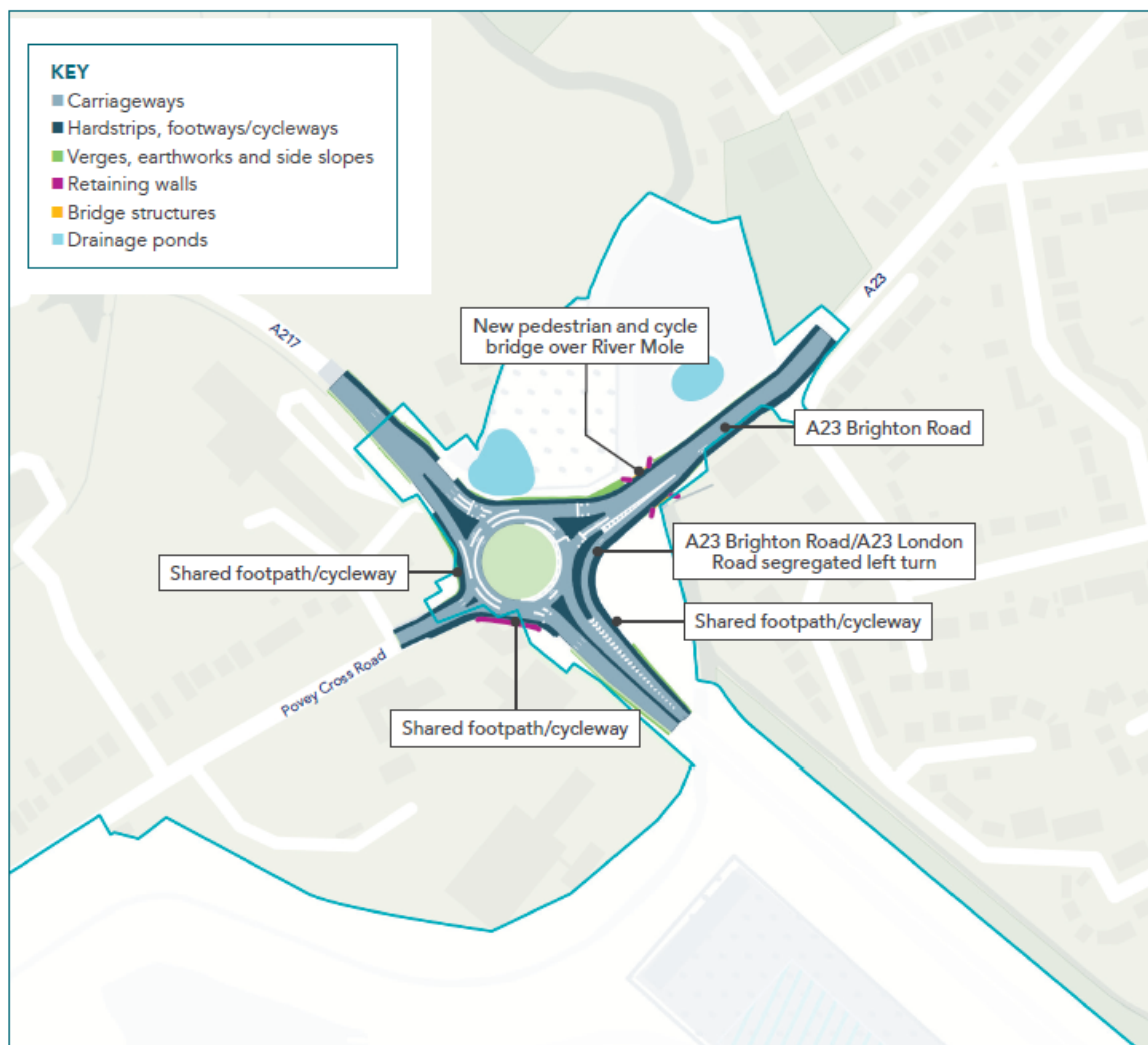 KEY
Carriageways
Hardstrips, footways/cycleways
Verges, earthworks and side slopes
Retaining walls
Bridge structures
Drainage ponds
A23
A217
New pedestrian and cycle
bridge over River Mole
A23 Brighton Road
A23 Brighton Road/A23 London
Road segregated left turn
Shared footpath/cycleway
Shared footpath/cycleway
Povey Cross Road
Shared footpath/cycleway